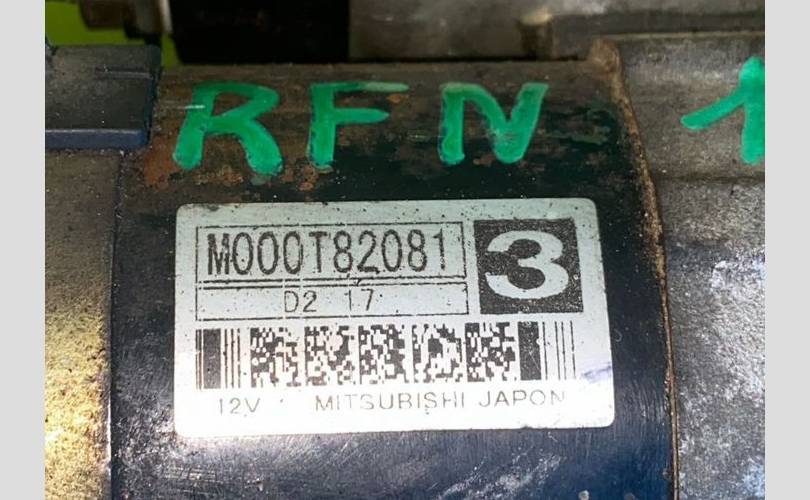 RFN 1
M000T82081 3
D2 17
12V MITSUBISHI JAPON